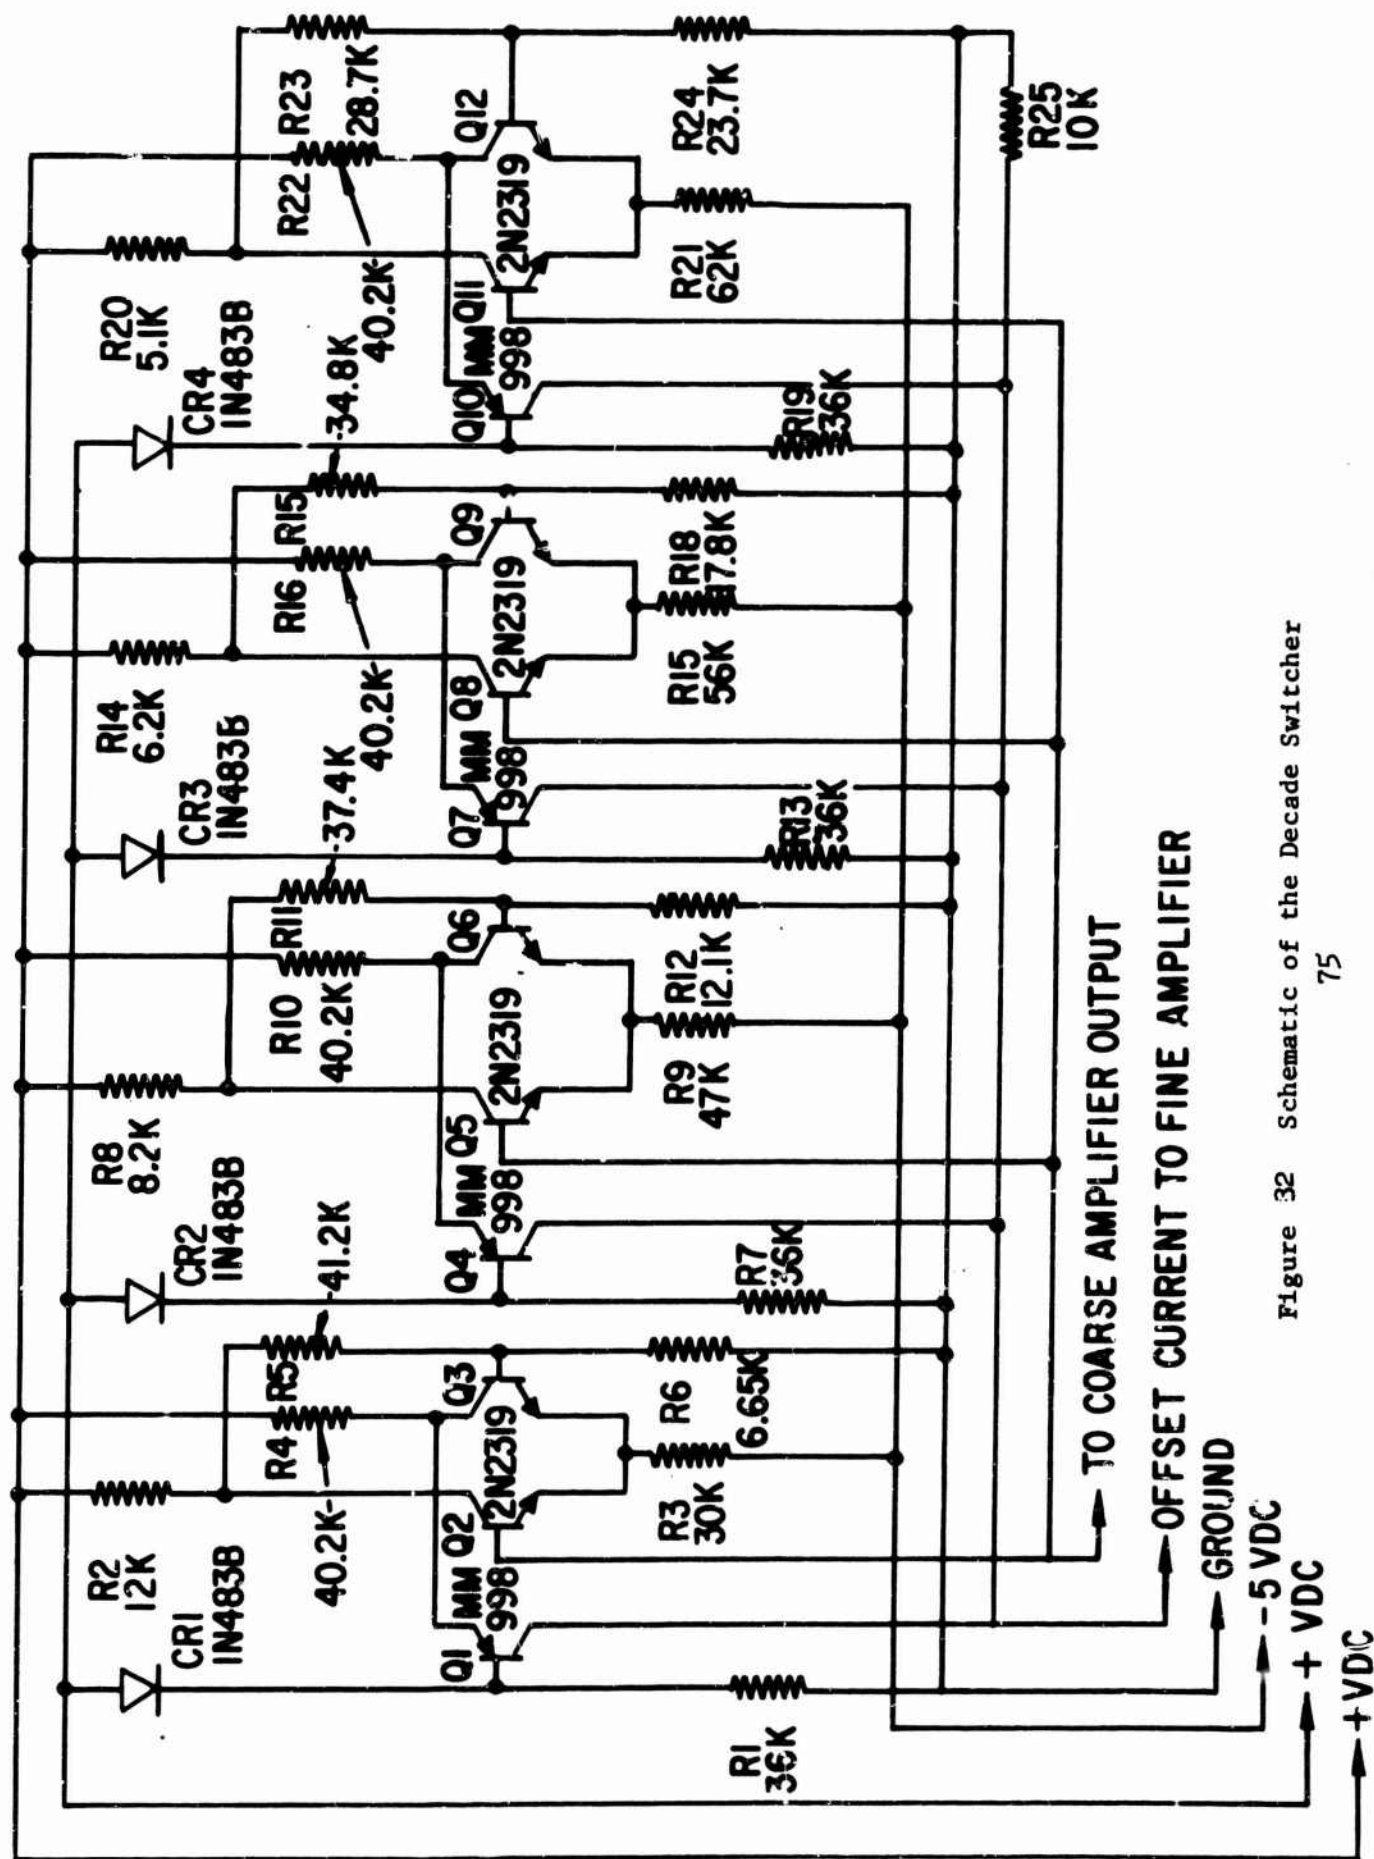 R2
12K
CR1
1N483B
40.2K
R4
R5
41.2K
Q1
MM
998
Q2
2N2319
Q3
R3
30K
R6
6.65K
R1
36K
R8
8.2K
CR2
1N483B
R10
40.2K
R11
37.4K
Q4
MM
998
Q5
2N2319
Q6
R9
47K
R12
12.1K
R7
36K
R14
6.2K
CR3
1N483B
R16
40.2K
R15
34.8K
Q7
MM
998
Q8
2N2319
Q9
R15
56K
R18
17.8K
R13
36K
R20
5.1K
CR4
1N483B
R22
40.2K
R23
28.7K
Q10
MM
998
Q11
2N2319
Q12
R21
62K
R24
23.7K
R19
36K
R25
10K
TO COARSE AMPLIFIER OUTPUT
OFFSET CURRENT TO FINE AMPLIFIER
GROUND
-5 VDC
+ VDC
+VDC
Figure 32 Schematic of the Decade Switcher
75